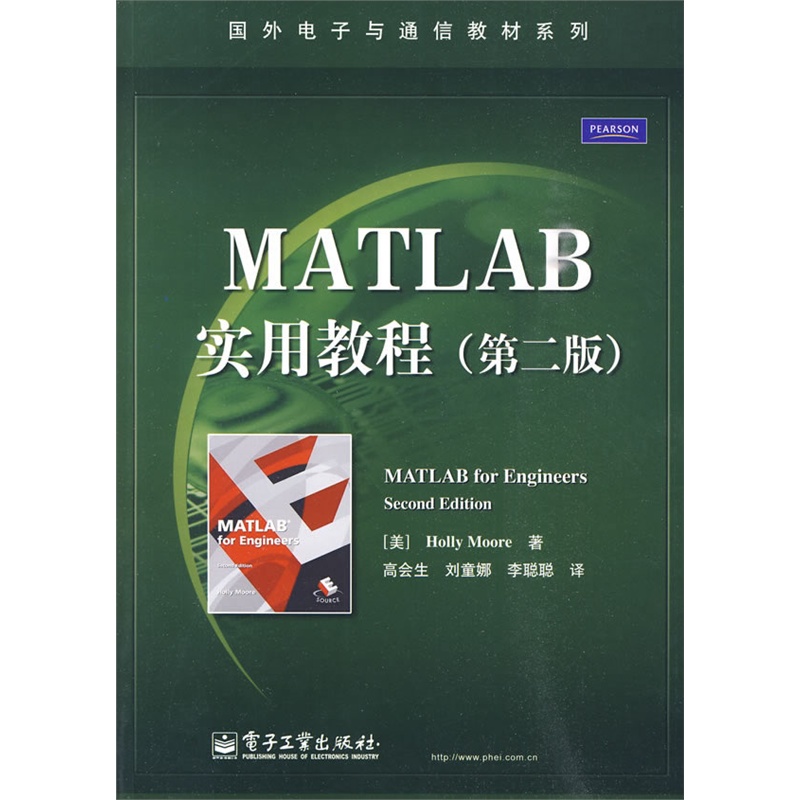 国外电子与通信教材系列
PEARSON
MATLAB
实用教程（第二版）
MATLAB for Engineers
Second Edition
[美] Holly Moore 著
高会生 刘童娜 李聪聪 译
MATLAB®
for Engineers
Second Edition
Holly Moore
E
SOURCE
電子工業出版社
PUBLISHING HOUSE OF ELECTRONICS INDUSTRY
http://www.phei.com.cn